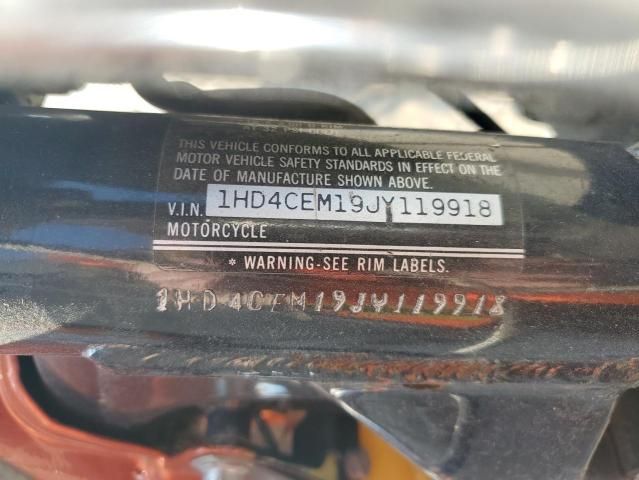 THIS VEHICLE CONFORMS TO ALL APPLICABLE FEDERAL
MOTOR VEHICLE SAFETY STANDARDS IN EFFECT ON THE
DATE OF MANUFACTURE SHOWN ABOVE.
V.I.N. 1HD4CEM19JY119918
MOTORCYCLE
* WARNING-SEE RIM LABELS.
1HD4CEM19JY119918